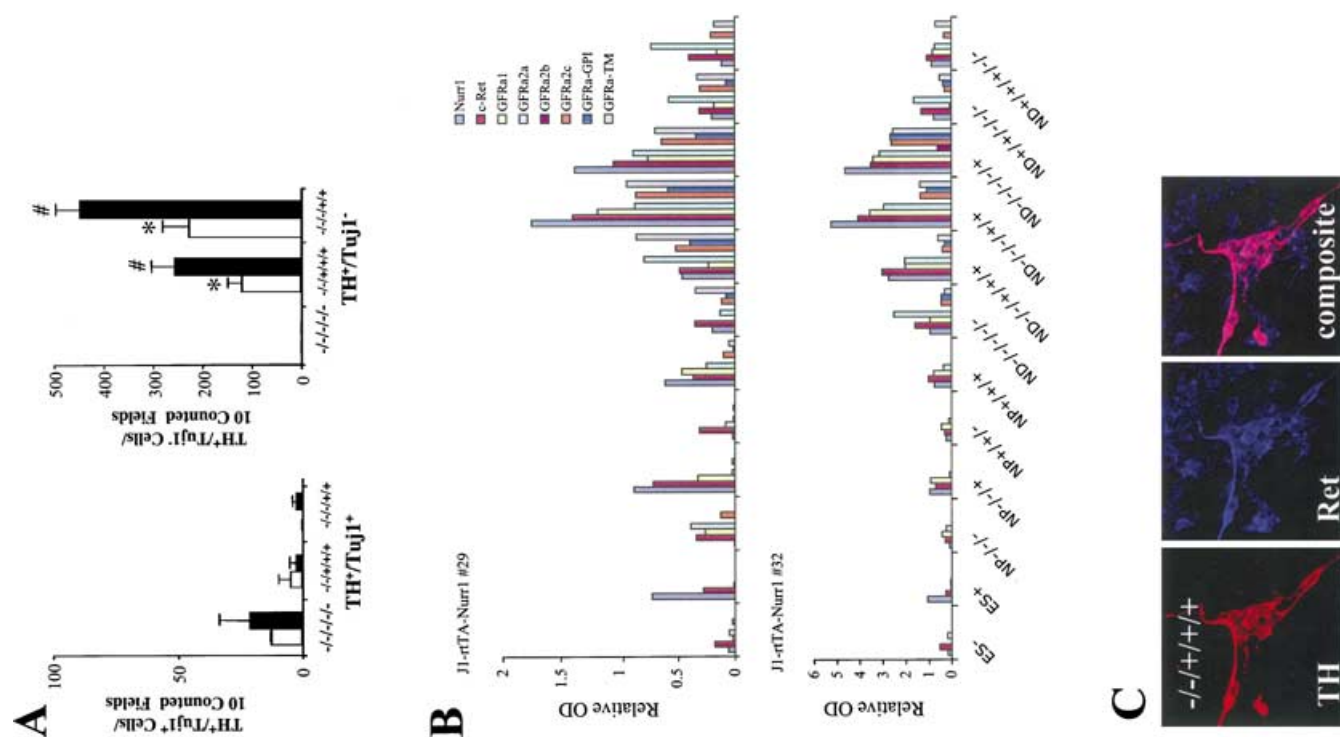 A
TH⁺/Tuj1⁺ Cells/
10 Counted Fields
100
50
0
-/-/-/-/-
-/-/+/+/+
-/-/-/+/+
TH⁺/Tuj1⁺
TH⁺/Tuj1⁻ Cells/
10 Counted Fields
500
400
300
200
100
0
*
#
*
#
-/-/-/-/-
-/-/+/+/+
-/-/-/+/+
TH⁺/Tuj1⁻
B
J1-rtTA-Nurr1 #29
Relative OD
2
1.5
1
0.5
0
Nurr1
c-Ret
GFRa1
GFRa2a
GFRa2b
GFRa2c
GFRa-GPI
GFRa-TM
J1-rtTA-Nurr1 #32
Relative OD
6
5
4
3
2
1
0
ES-
ES+
NP-/-/-
NP-/-/+
NP+/+/-
NP+/+/+
ND-/-/-/-/-
ND-/-/+/+/+
ND-/-/-/+/+
ND-/-/-/-/+
ND+/+/-/-/-
ND+/+/+/-/-
C
-/-/+/+/+
TH
Ret
composite